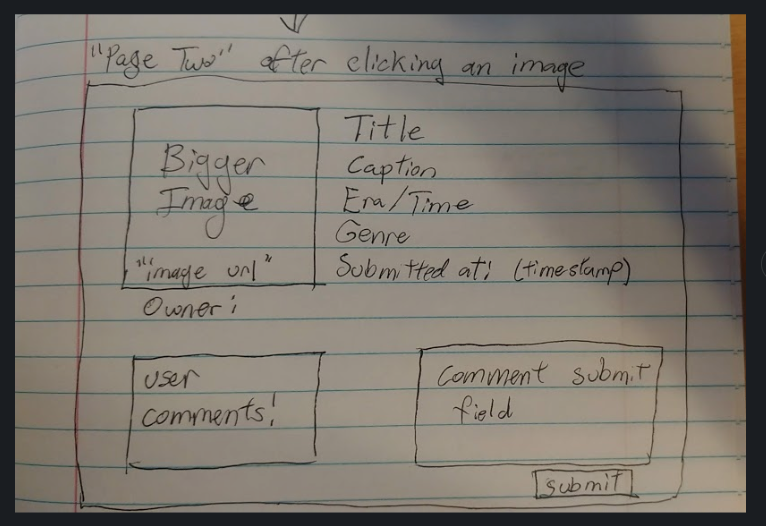 "Page Two" after clicking an image
Bigger
Image
"image url"
Owner:
Title
Caption
Era/Time
Genre
Submitted at: (timestamp)
user
comments!
comment submit
field
submit